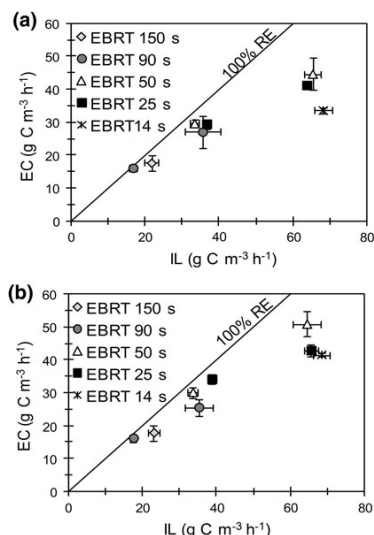 (a)
60
50
40
30
20
10
0
EC (g C m⁻³ h⁻¹)
EBRT 150 s
EBRT 90 s
EBRT 50 s
EBRT 25 s
EBRT14 s
100% RE
0 20 40 60 80
IL (g C m⁻³ h⁻¹)
(b)
60
50
40
30
20
10
0
EC (g C m⁻³ h⁻¹)
EBRT 150 s
EBRT 90 s
EBRT 50 s
EBRT 25 s
EBRT 14 s
100% RE
0 20 40 60 80
IL (g C m⁻³ h⁻¹)